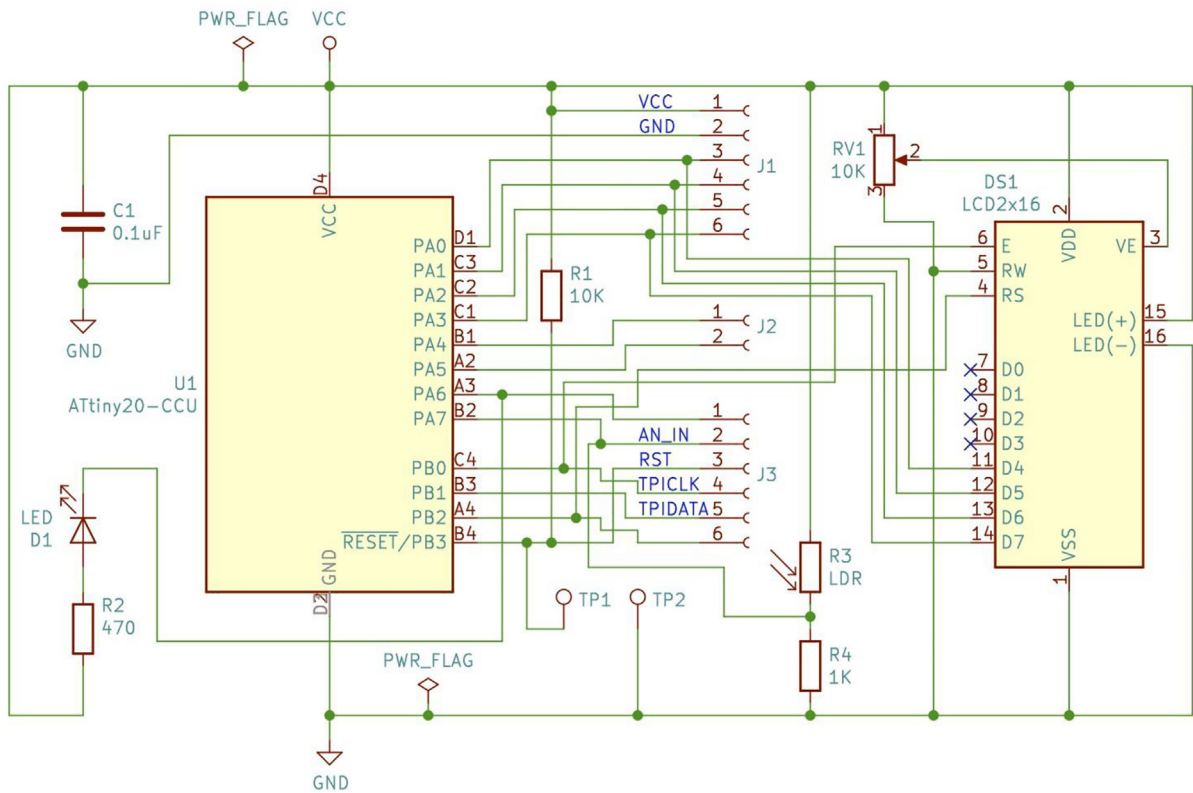 PWR_FLAG
VCC
VCC
1
GND
2
3
4
5
6
J1
C1
0.1uF
GND
D4
VCC
U1
ATtiny20-CCU
PA0
D1
PA1
C3
PA2
C2
PA3
C1
PA4
B1
PA5
A2
PA6
A3
PA7
B2
PB0
C4
PB1
B3
PB2
A4
RESET/PB3
B4
GND
R1
10K
1
2
J2
1
AN_IN
2
RST
3
TPICLK
4
TPIDATA
5
6
J3
LED
D1
R2
470
TP1
TP2
PWR_FLAG
GND
R3
LDR
R4
1K
RV1
10K
1
2
3
DS1
LCD2x16
2
VDD
6
E
5
RW
4
RS
VE
3
LED(+)
15
LED(-)
16
7
D0
8
D1
9
D2
10
D3
11
D4
12
D5
13
D6
14
D7
VSS
1